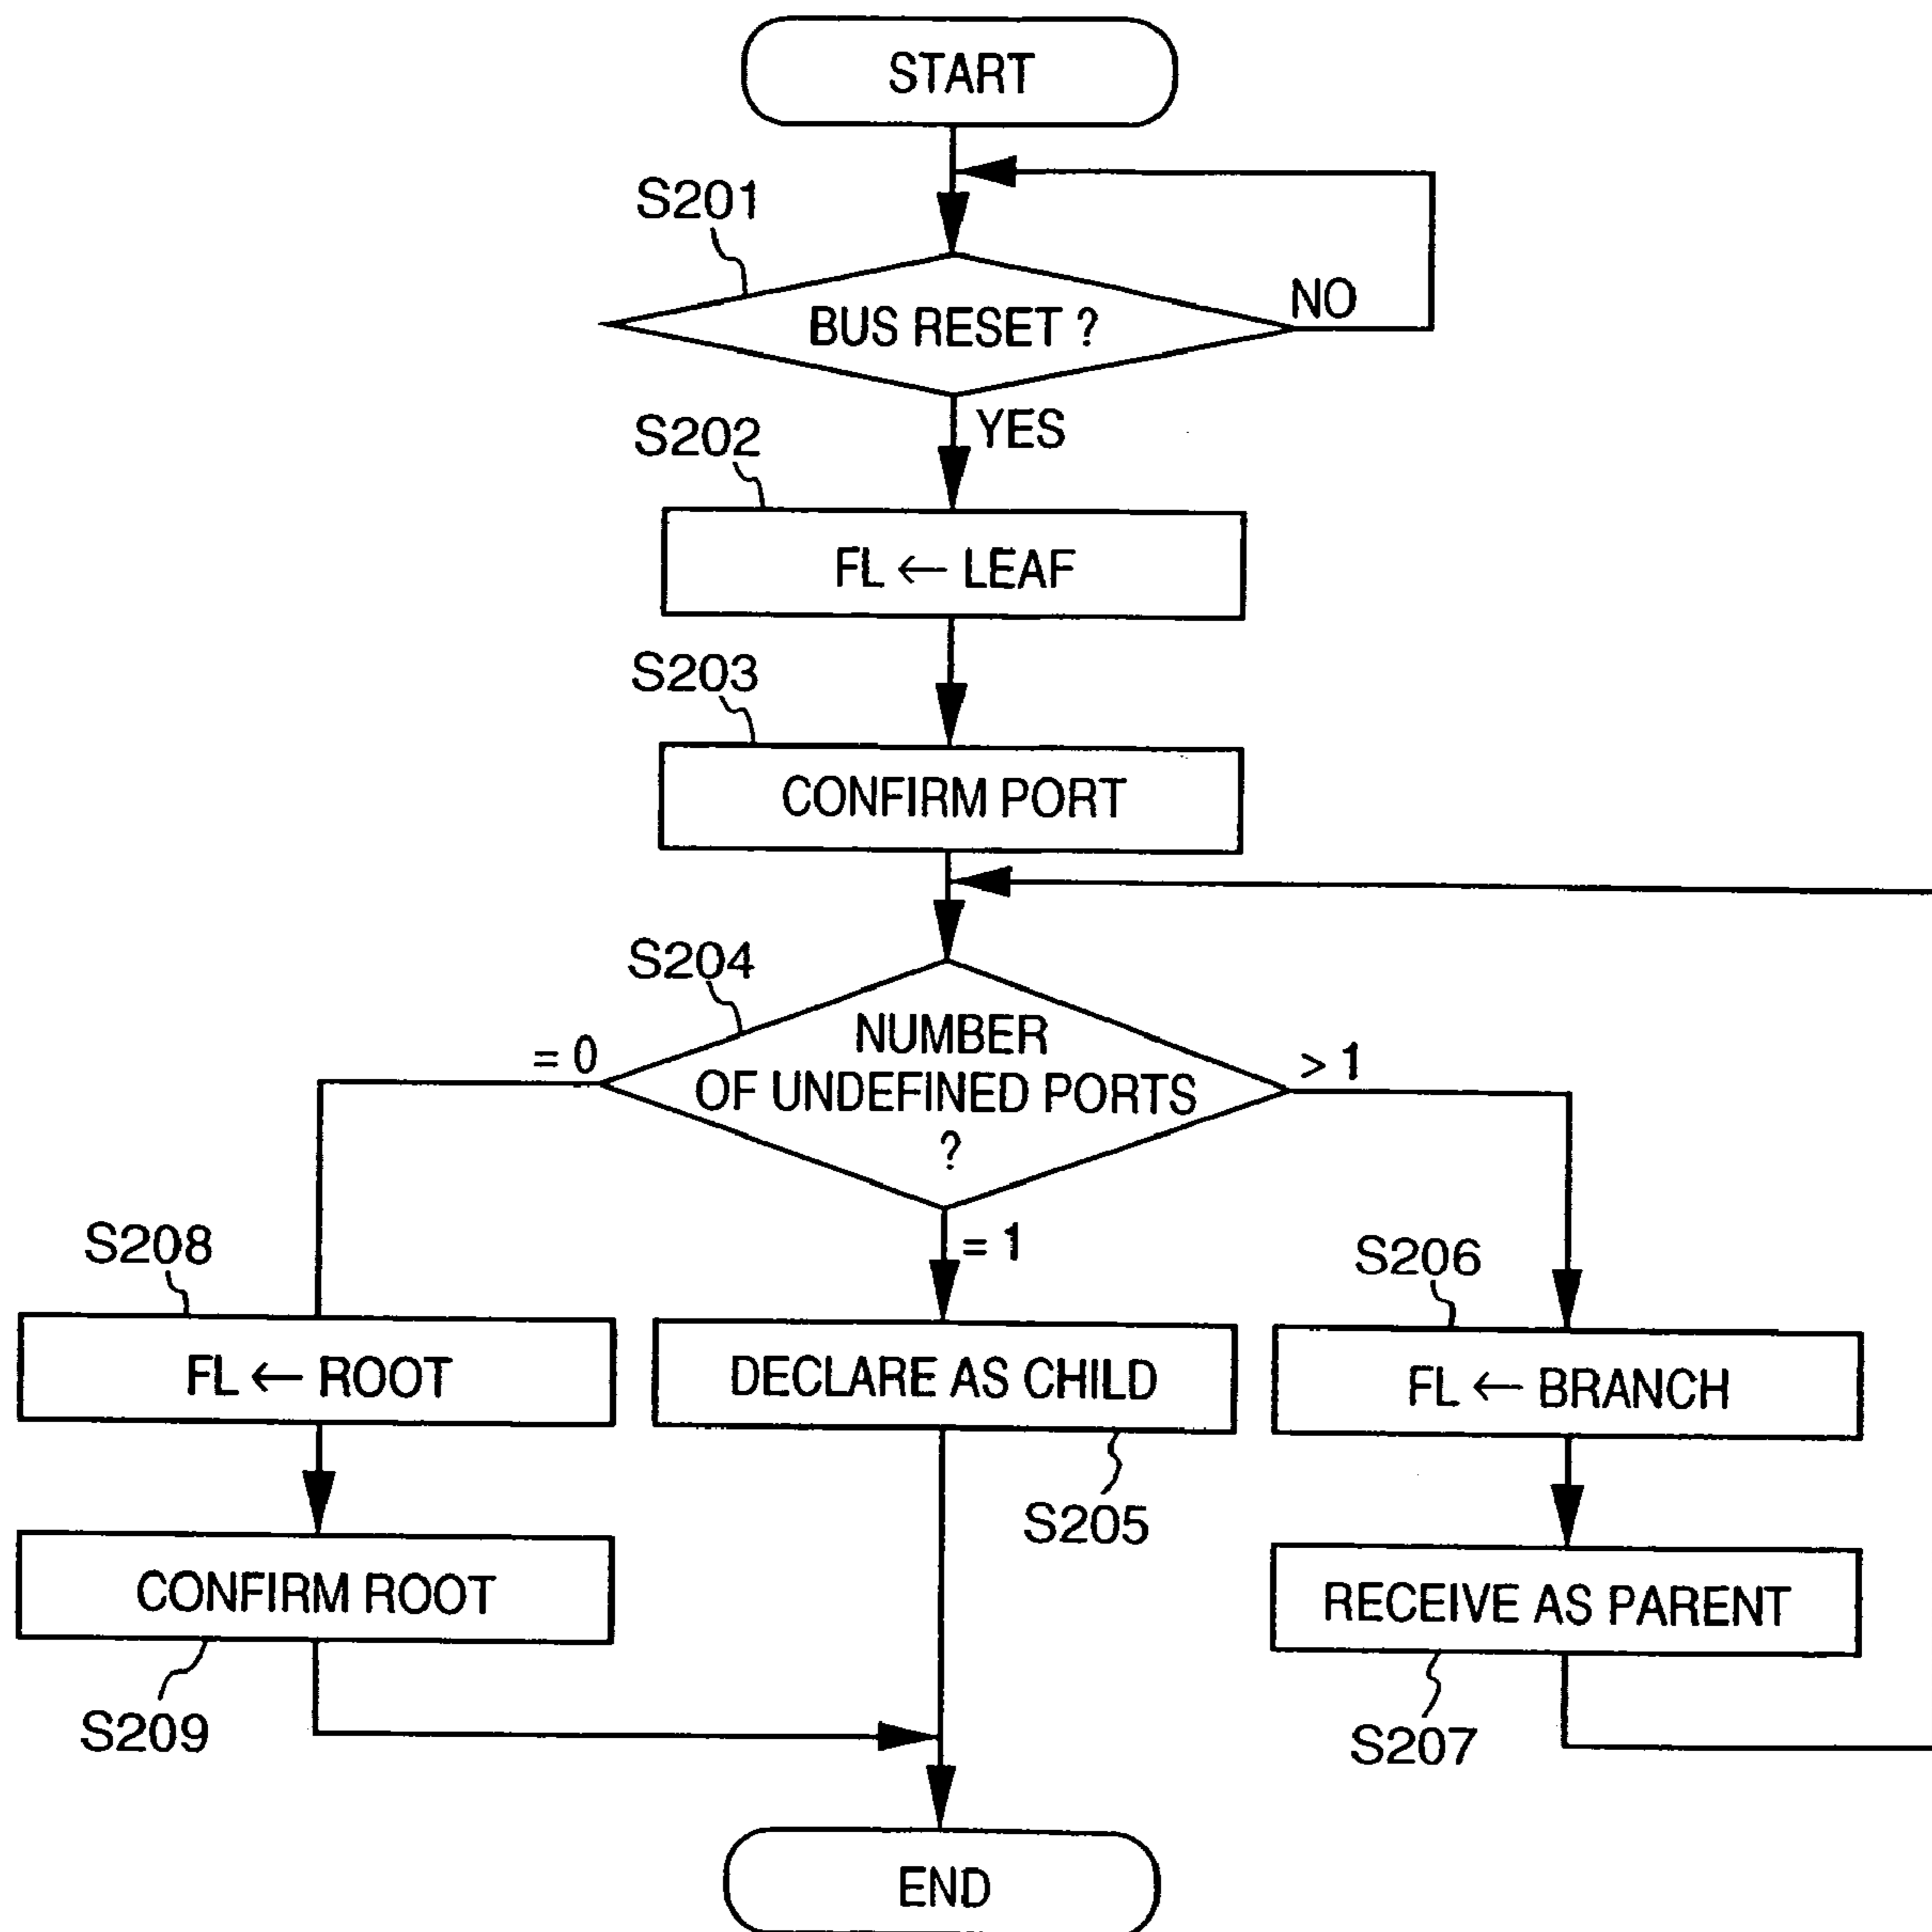 START
S201
BUS RESET ?
NO
YES
S202
FL ← LEAF
S203
CONFIRM PORT
S204
NUMBER
OF UNDEFINED PORTS
?
= 0
> 1
= 1
S208
S206
FL ← ROOT
DECLARE AS CHILD
FL ← BRANCH
S205
CONFIRM ROOT
RECEIVE AS PARENT
S209
S207
END